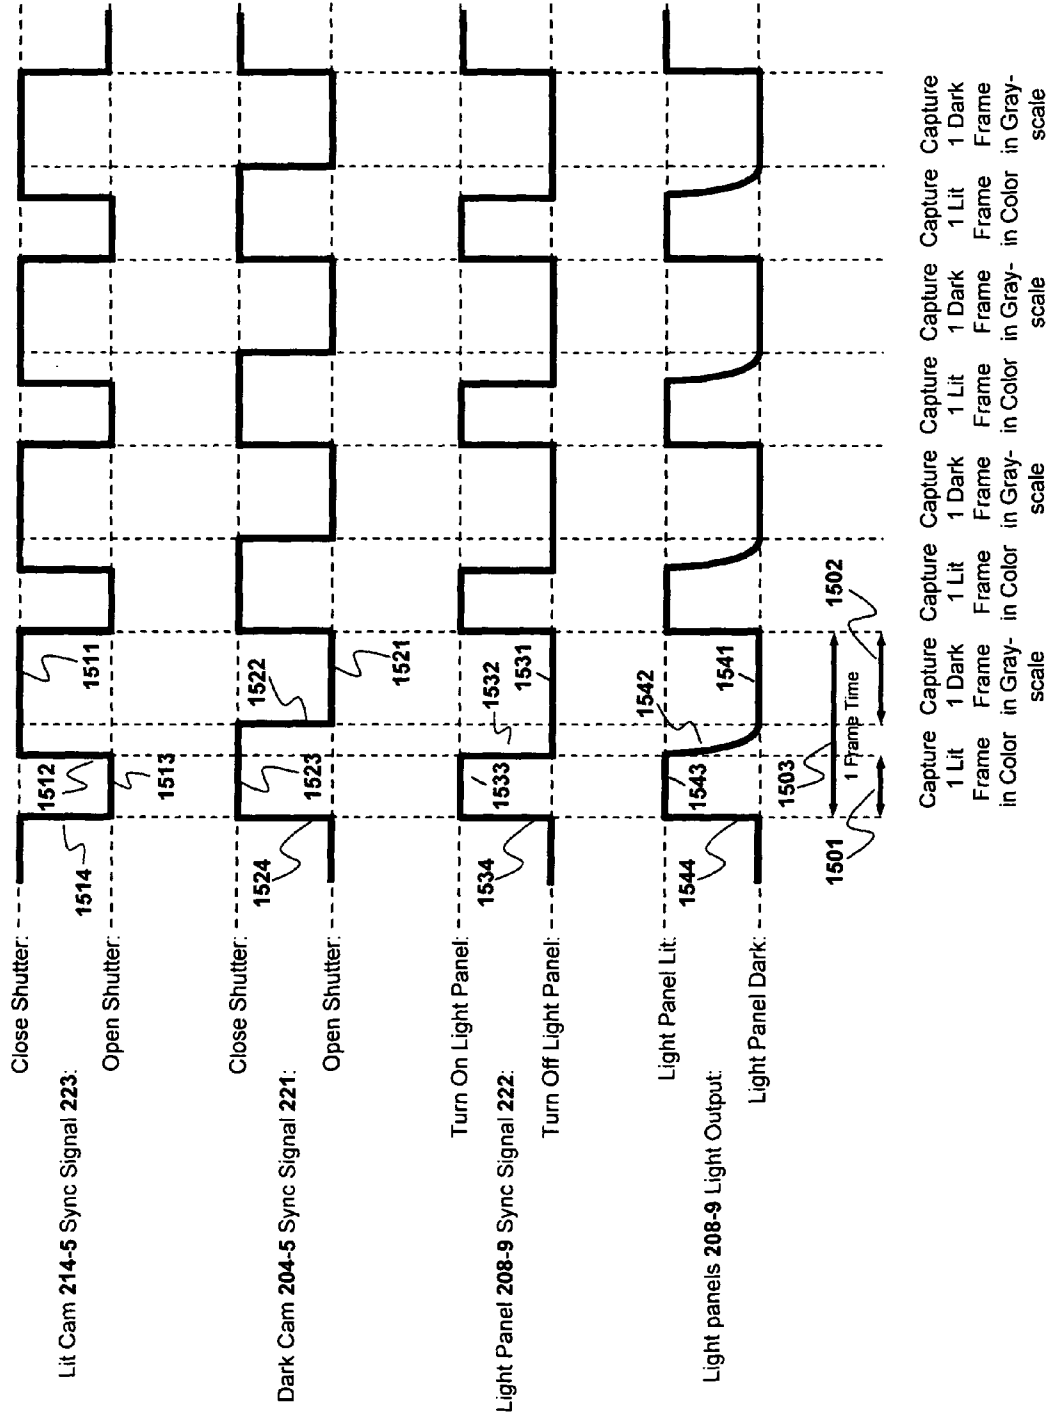 Close Shutter:
Lit Cam 214-5 Sync Signal 223:
Open Shutter:
1514
1512
1513
1511
Close Shutter:
Dark Cam 204-5 Sync Signal 221:
Open Shutter:
1524
1523
1522
1521
Turn On Light Panel:
Light Panel 208-9 Sync Signal 222:
Turn Off Light Panel:
1534
1533
1532
1531
Light Panel Lit:
Light panels 208-9 Light Output:
Light Panel Dark:
1544
1543
1542
1541
1503
1 Frame Time
1501
1502
Capture
1 Lit
Frame
in Color
Capture
1 Dark
Frame
in Gray-
scale
Capture
1 Lit
Frame
in Color
Capture
1 Dark
Frame
in Gray-
scale
Capture
1 Lit
Frame
in Color
Capture
1 Dark
Frame
in Gray-
scale
Capture
1 Lit
Frame
in Color
Capture
1 Dark
Frame
in Gray-
scale